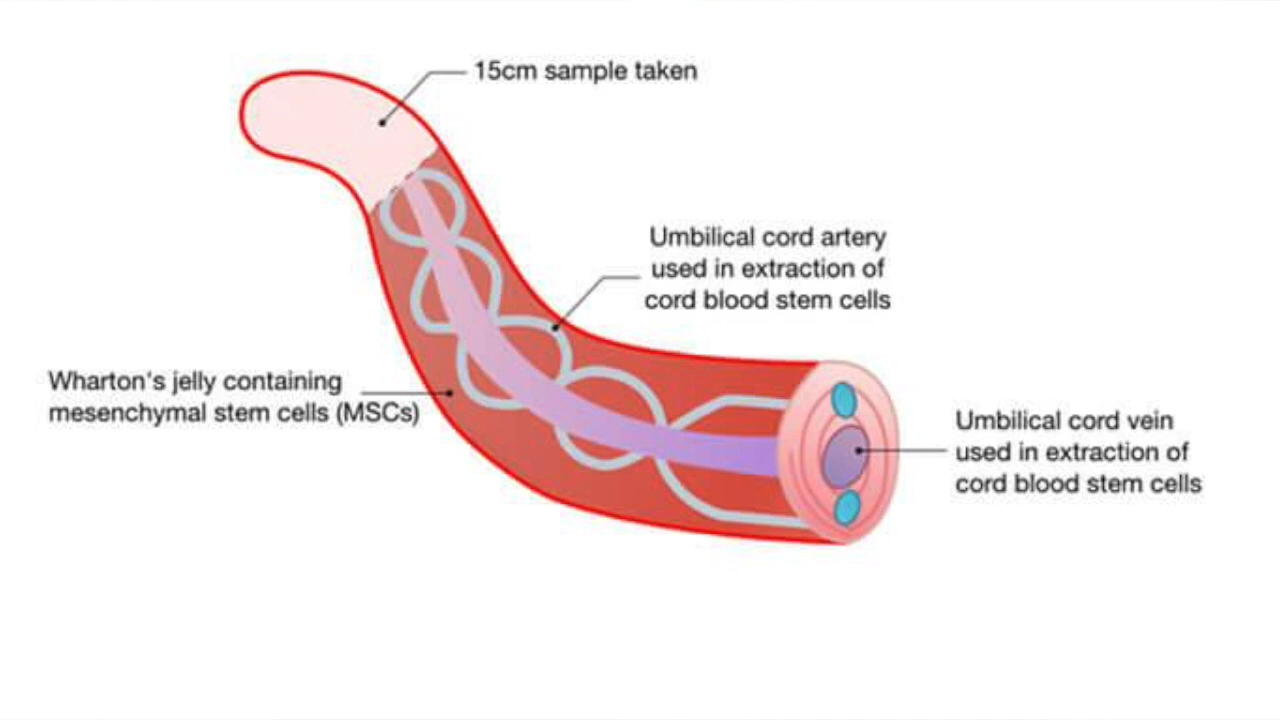 15cm sample taken
Umbilical cord artery
used in extraction of
cord blood stem cells
Wharton's jelly containing
mesenchymal stem cells (MSCs)
Umbilical cord vein
used in extraction of
cord blood stem cells